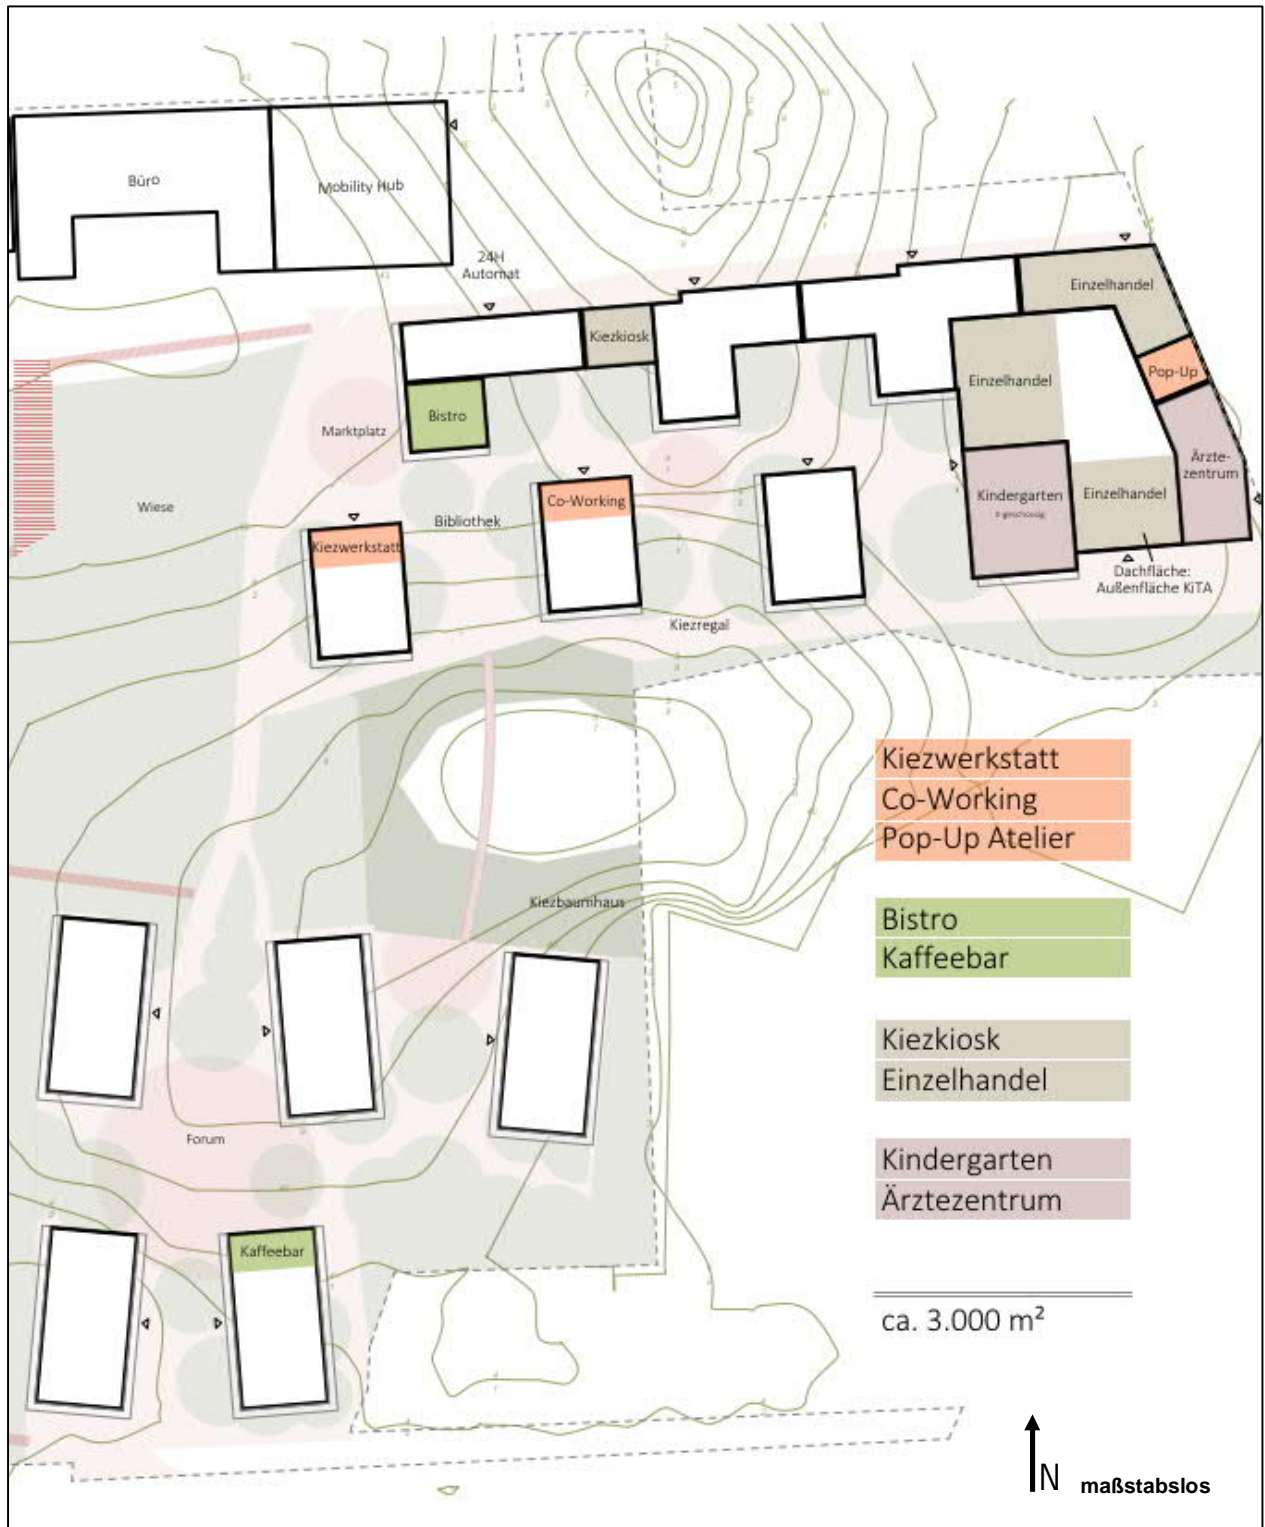 Büro
Mobility Hub
24H
Automat
Einzelhandel
Kiezkiosk
Pop-Up
Einzelhandel
Bistro
Marktplatz
Ärzte-
zentrum
Kindergarten
Einzelhandel
Co-Working
Wiese
Bibliothek
Kiezwerkstatt
Dachfläche:
Außenfläche KiTA
Kiezregal
Kiezwerkstatt
Co-Working
Pop-Up Atelier
Kiezbaumhaus
Bistro
Kaffeebar
Kiezkiosk
Einzelhandel
Forum
Kindergarten
Ärztezentrum
Kaffeebar
ca. 3.000 m²
N
maßstabslos